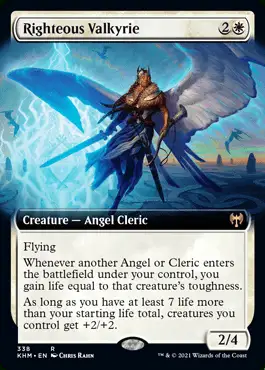 Righteous Valkyrie 2
Creature — Angel Cleric
Flying
Whenever another Angel or Cleric enters
the battlefield under your control, you
gain life equal to that creature's toughness.
As long as you have at least 7 life more
than your starting life total, creatures you
control get +2/+2.
2/4
338 R
KHM • EN Chris Rahn ™ & © 2021 Wizards of the Coast